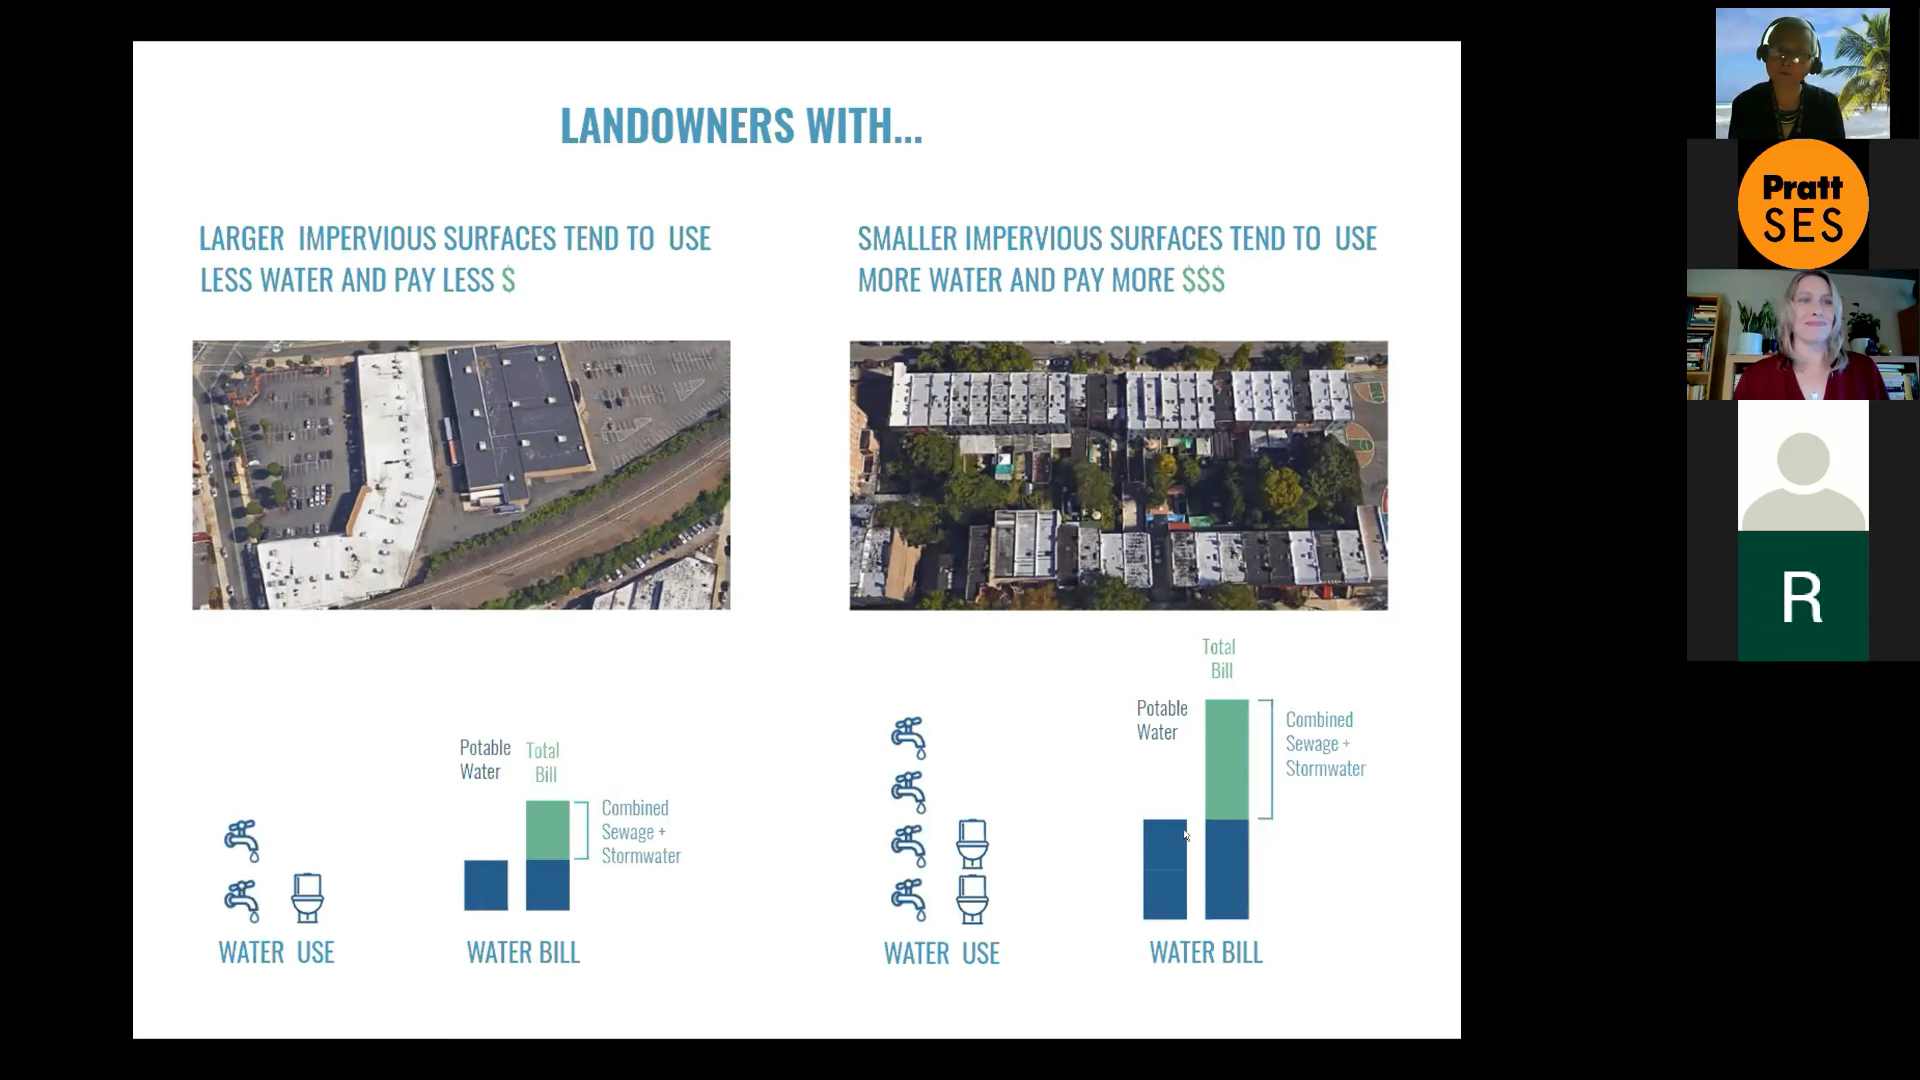 LANDOWNERS WITH...
LARGER IMPERVIOUS SURFACES TEND TO USE
LESS WATER AND PAY LESS $
SMALLER IMPERVIOUS SURFACES TEND TO USE
MORE WATER AND PAY MORE $$$
Potable
Water
Total
Bill
Combined
Sewage +
Stormwater
WATER USE
WATER BILL
Total
Bill
Potable
Water
Combined
Sewage +
Stormwater
WATER USE
WATER BILL
Pratt
SES
R